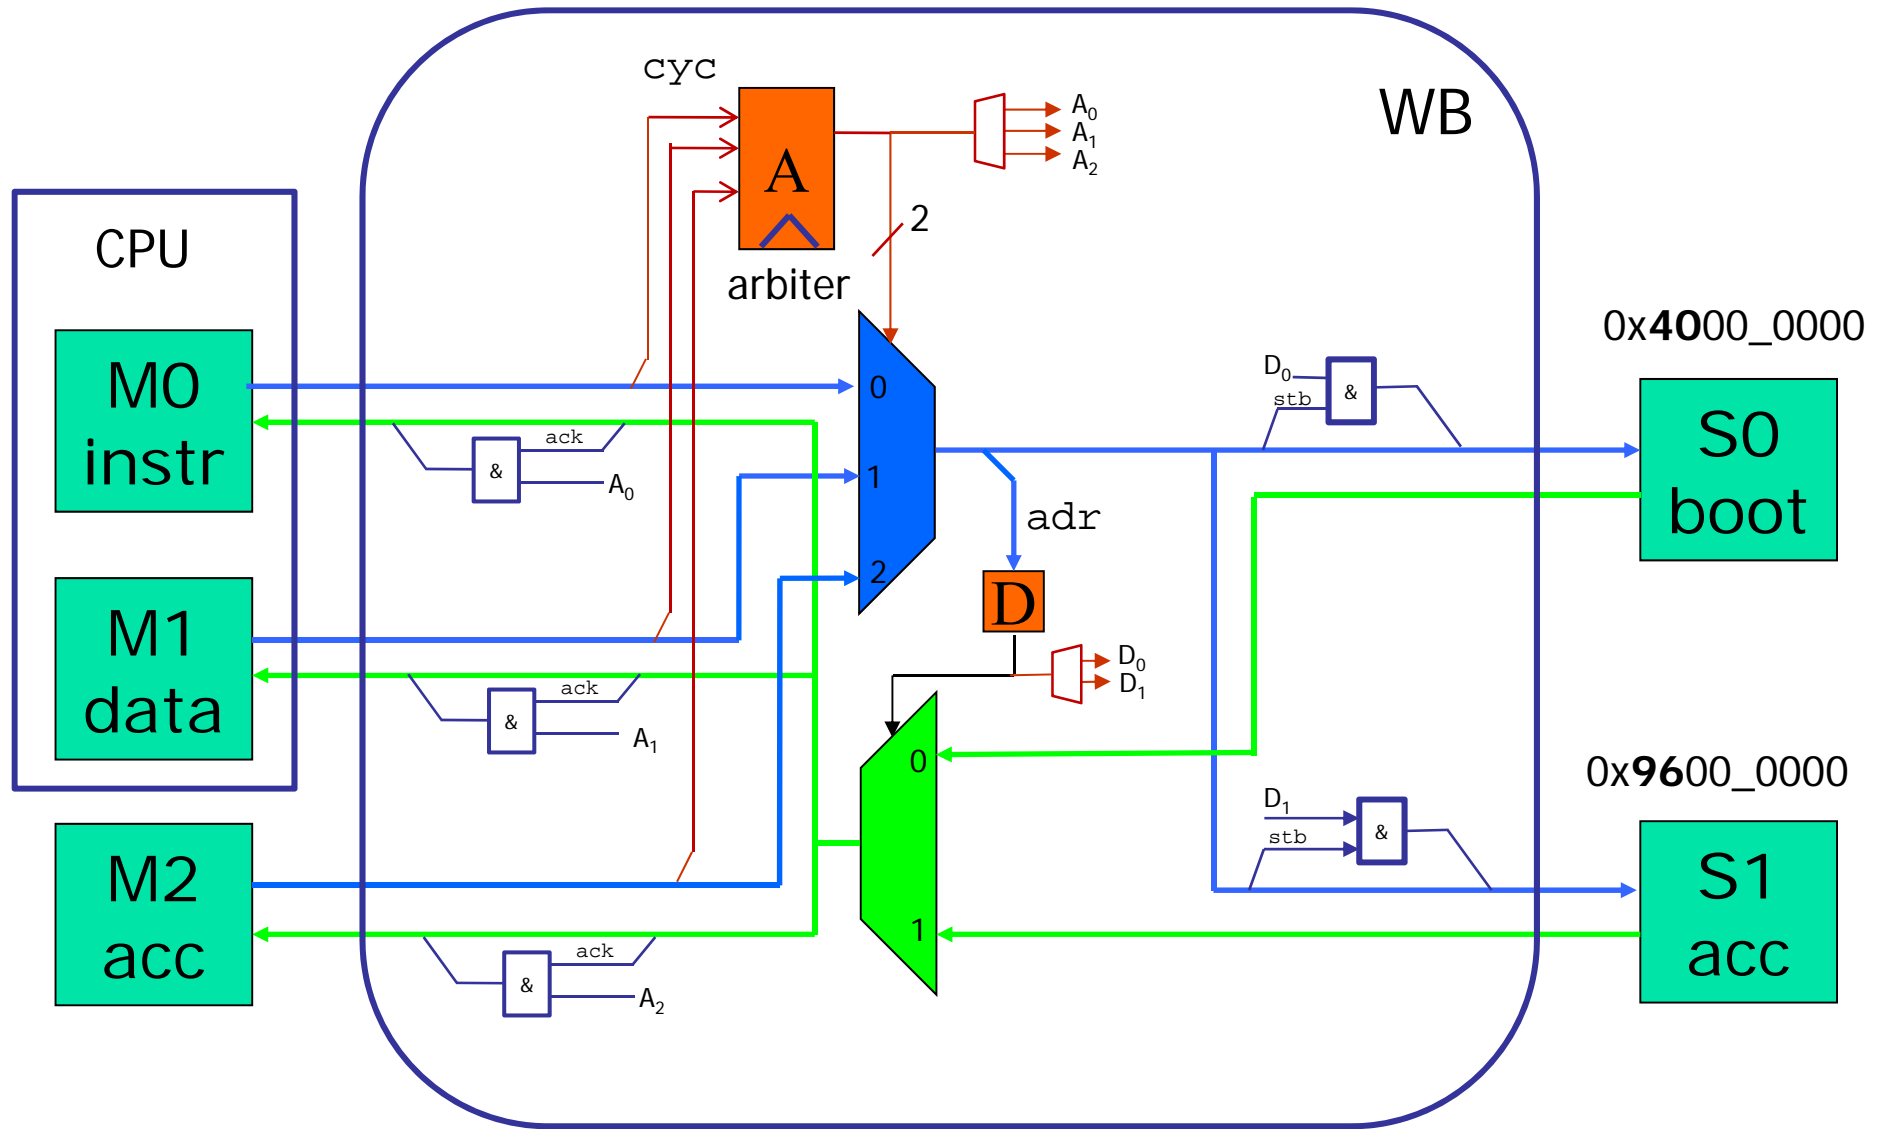 cyc
WB
A
A₀
A₁
A₂
2
arbiter
CPU
M0
instr
ack
&
A₀
0
1
2
adr
D
D₀
D₁
D₀
stb
&
0x4000_0000
S0
boot
M1
data
ack
&
A₁
0
1
D₁
stb
&
0x9600_0000
S1
acc
M2
acc
ack
&
A₂